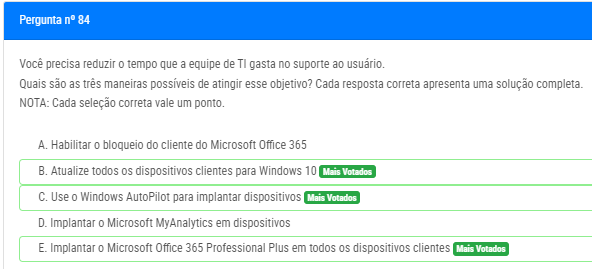 Pergunta nº 84
Você precisa reduzir o tempo que a equipe de TI gasta no suporte ao usuário.
Quais são as três maneiras possíveis de atingir esse objetivo? Cada resposta correta apresenta uma solução completa.
NOTA: Cada seleção correta vale um ponto.
A. Habilitar o bloqueio do cliente do Microsoft Office 365
B. Atualize todos os dispositivos clientes para Windows 10 Mais Votados
C. Use o Windows AutoPilot para implantar dispositivos Mais Votados
D. Implantar o Microsoft MyAnalytics em dispositivos
E. Implantar o Microsoft Office 365 Professional Plus em todos os dispositivos clientes Mais Votados